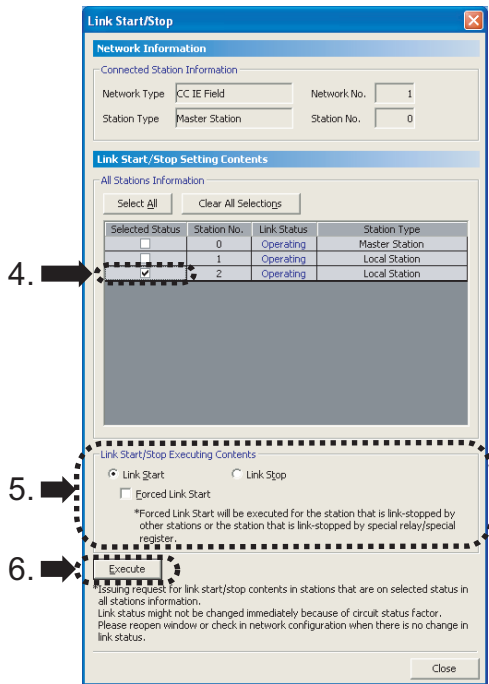 Link Start/Stop
Network Information
Connected Station Information
Network Type CC IE Field Network No. 1
Station Type Master Station Station No. 0
Link Start/Stop Setting Contents
All Stations Information
Select All Clear All Selections
Selected Status Station No. Link Status Station Type
0 Operating Master Station
1 Operating Local Station
4. 2 Operating Local Station
Link Start/Stop Executing Contents
Link Start Link Stop
5. Forced Link Start
*Forced Link Start will be executed for the station that is link-stopped by
other stations or the station that is link-stopped by special relay/special
register.
6. Execute
*Issuing request for link start/stop contents in stations that are on selected status in
all stations information.
Link status might not be changed immediately because of circuit status factor.
Please reopen window or check in network configuration when there is no change in
link status.
Close